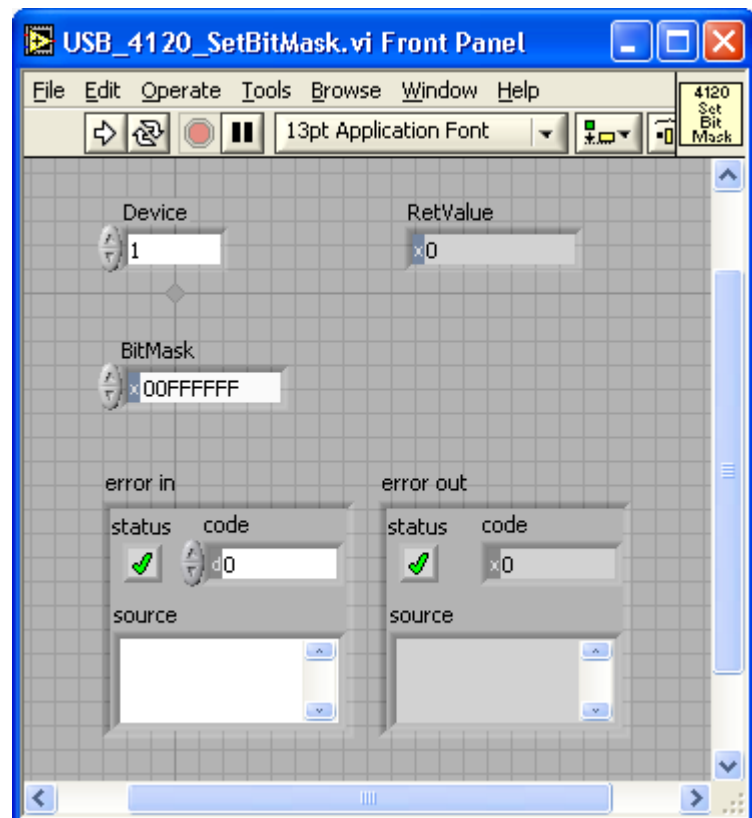 USB_4120_SetBitMask.vi Front Panel
File Edit Operate Tools Browse Window Help
4120
Set
Bit
Mask
13pt Application Font
Device
1
RetValue
x0
BitMask
x00FFFFFF
error in
status code
d0
source
error out
status code
x0
source